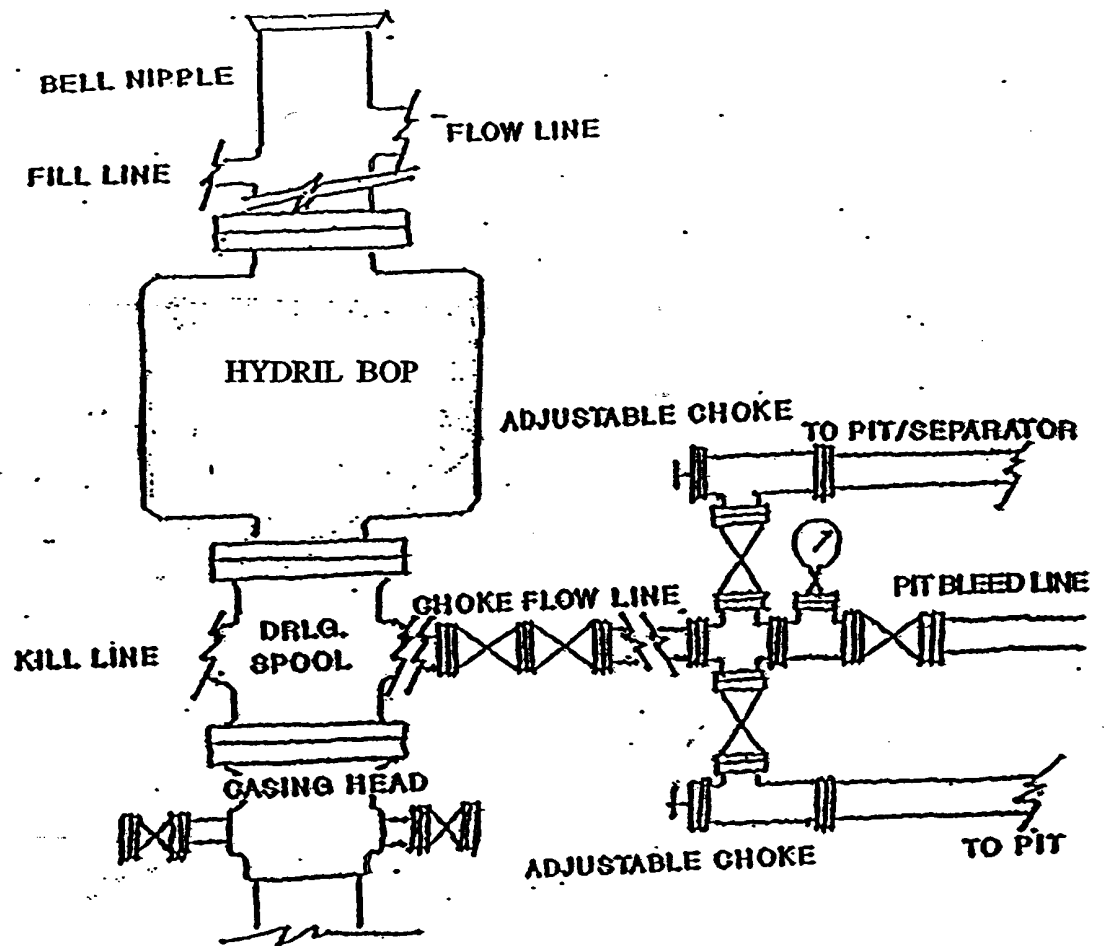 BELL NIPPLE
FLOW LINE
FILL LINE
HYDRIL BOP
ADJUSTABLE CHOKE
TO PIT/SEPARATOR
CHOKE FLOW LINE
PIT BLEED LINE
KILL LINE
DRLG.
SPOOL
CASING HEAD
ADJUSTABLE CHOKE
TO PIT